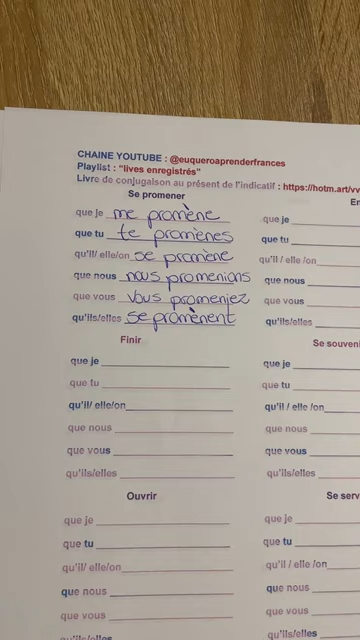 CHAINE YOUTUBE : @euqueroaprenderfrances
Playlist : "lives enregistrés"
Livre de conjugaison au présent de l'indicatif : https://hotm.art/vv
Se promener
que je me promène
que tu te promènes
qu'il/ elle/on se promène
que nous nous promenions
que vous vous promeniez
qu'ils/elles se promènent
En
que je
que tu
qu'il / elle /on
que nous
que vous
qu'ils/elles
Finir
que je
que tu
qu'il/ elle/on
que nous
que vous
qu'ils/elles
Se souveni
que je
que tu
qu'il / elle /on
que nous
que vous
qu'ils/elles
Ouvrir
que je
que tu
qu'il/ elle/on
que nous
que vous
qu'ils/elles
Se serv
que je
que tu
qu'il / elle /on
que nous
que vous
qu'ils/elles